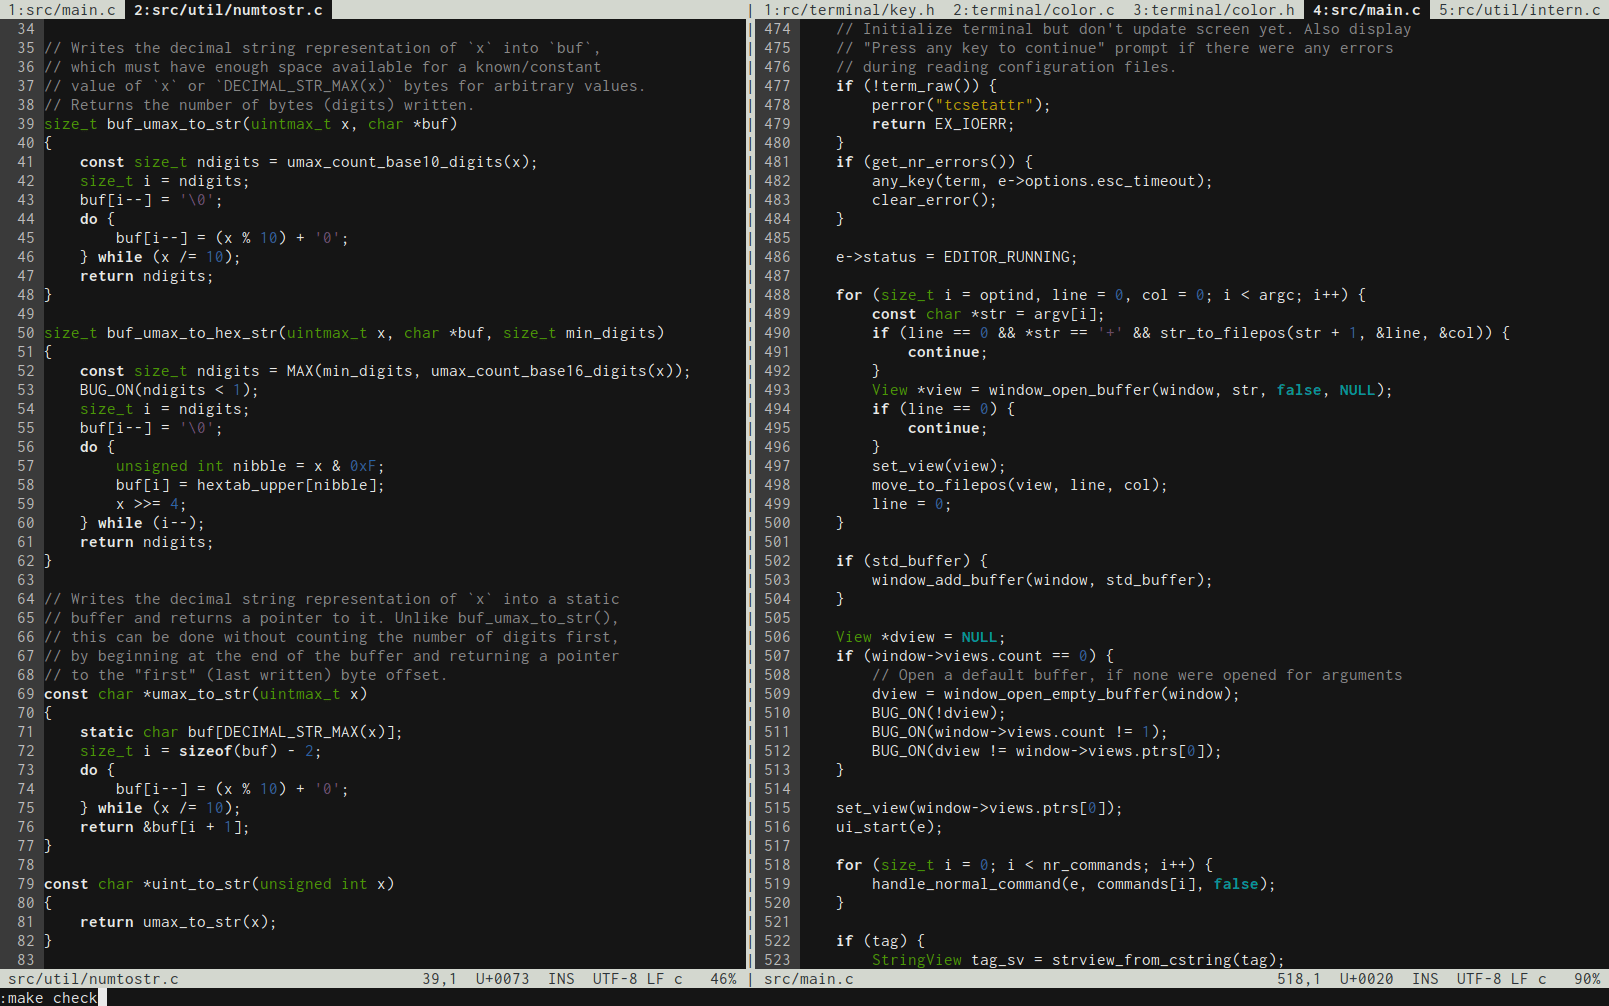 1:src/main.c 2:src/util/numtostr.c
34
35 // Writes the decimal string representation of `x` into `buf`,
36 // which must have enough space available for a known/constant
37 // value of `x` or `DECIMAL_STR_MAX(x)` bytes for arbitrary values.
38 // Returns the number of bytes (digits) written.
39 size_t buf_umax_to_str(uintmax_t x, char *buf)
40 {
41     const size_t ndigits = umax_count_base10_digits(x);
42     size_t i = ndigits;
43     buf[i--] = '\0';
44     do {
45         buf[i--] = (x % 10) + '0';
46     } while (x /= 10);
47     return ndigits;
48 }
49
50 size_t buf_umax_to_hex_str(uintmax_t x, char *buf, size_t min_digits)
51 {
52     const size_t ndigits = MAX(min_digits, umax_count_base16_digits(x));
53     BUG_ON(ndigits < 1);
54     size_t i = ndigits;
55     buf[i--] = '\0';
56     do {
57         unsigned int nibble = x & 0xF;
58         buf[i] = hextab_upper[nibble];
59         x >>= 4;
60     } while (i--);
61     return ndigits;
62 }
63
64 // Writes the decimal string representation of `x` into a static
65 // buffer and returns a pointer to it. Unlike buf_umax_to_str(),
66 // this can be done without counting the number of digits first,
67 // by beginning at the end of the buffer and returning a pointer
68 // to the "first" (last written) byte offset.
69 const char *umax_to_str(uintmax_t x)
70 {
71     static char buf[DECIMAL_STR_MAX(x)];
72     size_t i = sizeof(buf) - 2;
73     do {
74         buf[i--] = (x % 10) + '0';
75     } while (x /= 10);
76     return &buf[i + 1];
77 }
78
79 const char *uint_to_str(unsigned int x)
80 {
81     return umax_to_str(x);
82 }
83
src/util/numtostr.c 39,1 U+0073 INS UTF-8 LF c 46%
1:rc/terminal/key.h 2:terminal/color.c 3:terminal/color.h 4:src/main.c 5:rc/util/intern.c
474     // Initialize terminal but don't update screen yet. Also display
475     // "Press any key to continue" prompt if there were any errors
476     // during reading configuration files.
477     if (!term_raw()) {
478         perror("tcsetattr");
479         return EX_IOERR;
480     }
481     if (get_nr_errors()) {
482         any_key(term, e->options.esc_timeout);
483         clear_error();
484     }
485
486     e->status = EDITOR_RUNNING;
487
488     for (size_t i = optind, line = 0, col = 0; i < argc; i++) {
489         const char *str = argv[i];
490         if (line == 0 && *str == '+' && str_to_filepos(str + 1, &line, &col)) {
491             continue;
492         }
493         View *view = window_open_buffer(window, str, false, NULL);
494         if (line == 0) {
495             continue;
496         }
497         set_view(view);
498         move_to_filepos(view, line, col);
499         line = 0;
500     }
501
502     if (std_buffer) {
503         window_add_buffer(window, std_buffer);
504     }
505
506     View *dview = NULL;
507     if (window->views.count == 0) {
508         // Open a default buffer, if none were opened for arguments
509         dview = window_open_empty_buffer(window);
510         BUG_ON(!dview);
511         BUG_ON(window->views.count != 1);
512         BUG_ON(dview != window->views.ptrs[0]);
513     }
514
515     set_view(window->views.ptrs[0]);
516     ui_start(e);
517
518     for (size_t i = 0; i < nr_commands; i++) {
519         handle_normal_command(e, commands[i], false);
520     }
521
522     if (tag) {
523         StringView tag_sv = strview_from_cstring(tag);
src/main.c 518,1 U+0020 INS UTF-8 LF c 90%
:make check